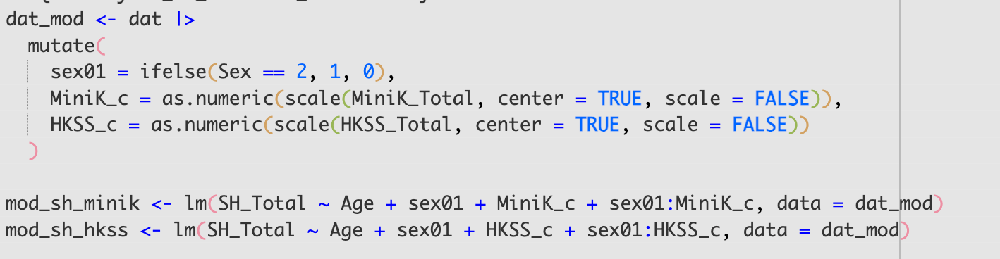 dat_mod <- dat |>
  mutate(
    sex01 = ifelse(Sex == 2, 1, 0),
    MiniK_c = as.numeric(scale(MiniK_Total, center = TRUE, scale = FALSE)),
    HKSS_c = as.numeric(scale(HKSS_Total, center = TRUE, scale = FALSE))
  )
mod_sh_minik <- lm(SH_Total ~ Age + sex01 + MiniK_c + sex01:MiniK_c, data = dat_mod)
mod_sh_hkss <- lm(SH_Total ~ Age + sex01 + HKSS_c + sex01:HKSS_c, data = dat_mod)